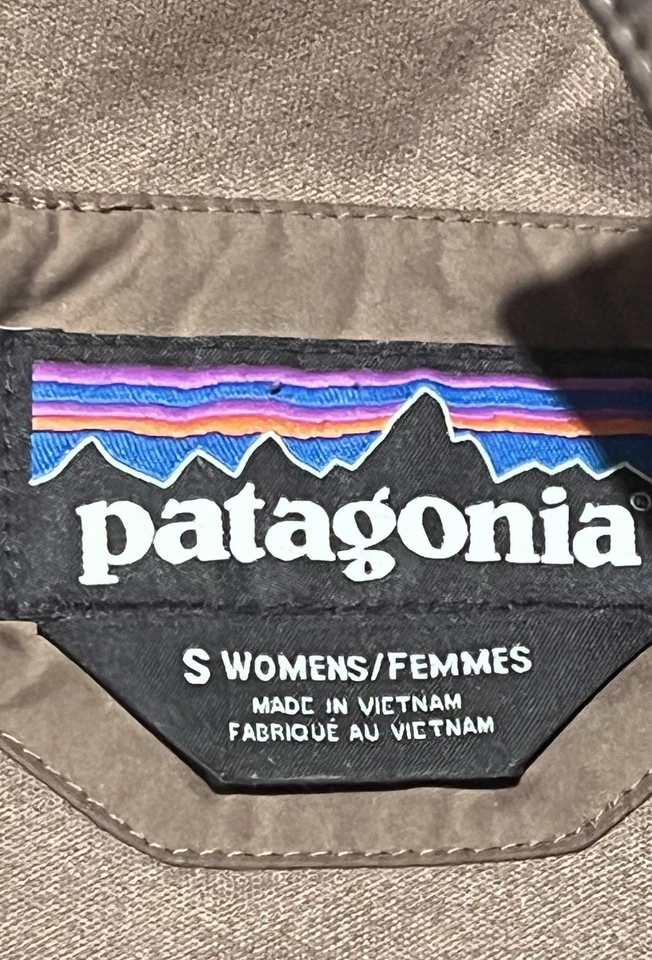 patagonia®
S WOMENS/FEMMES
MADE IN VIETNAM
FABRIQUÉ AU VIETNAM